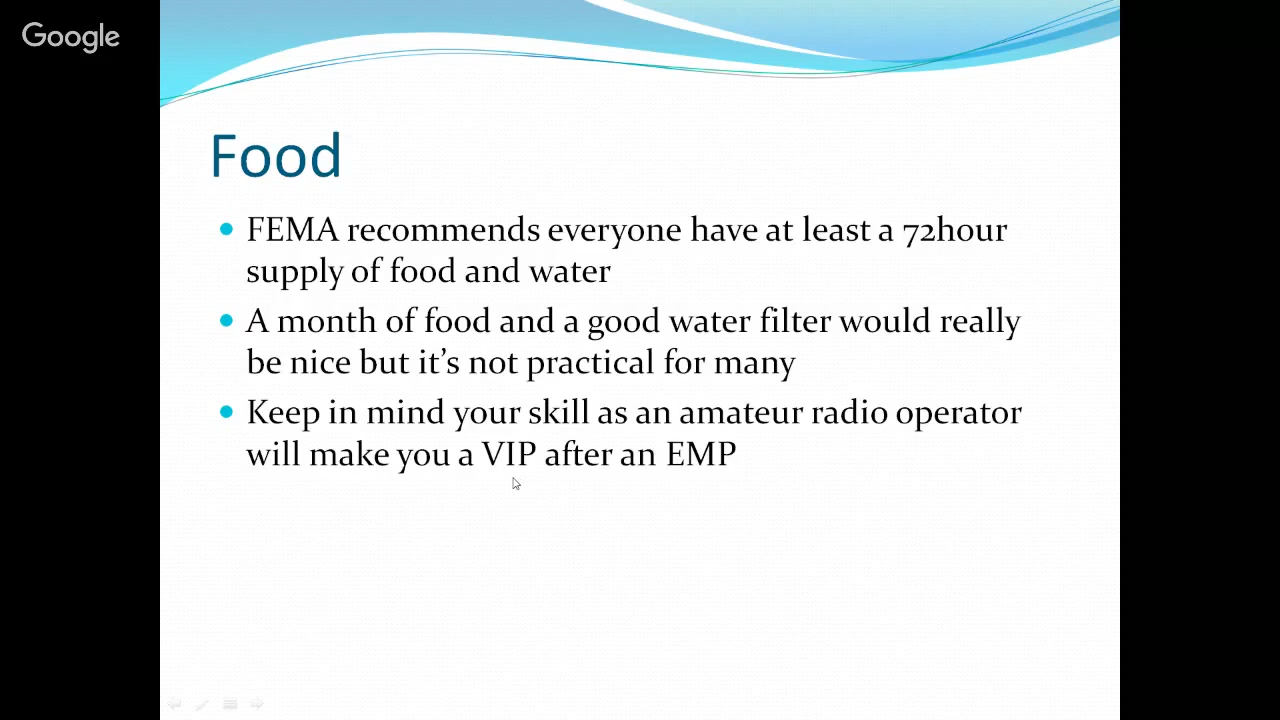 Google
Food
FEMA recommends everyone have at least a 72hour
supply of food and water
A month of food and a good water filter would really
be nice but it's not practical for many
Keep in mind your skill as an amateur radio operator
will make you a VIP after an EMP